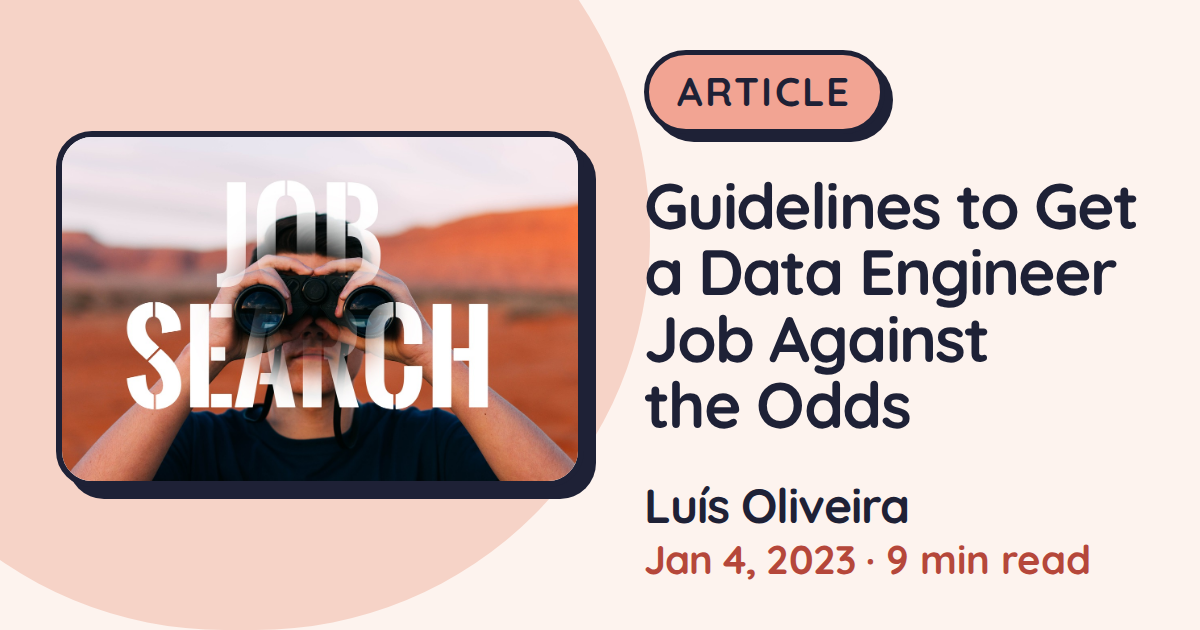 JOB
SEARCH
ARTICLE
Guidelines to Get
a Data Engineer
Job Against
the Odds
Luís Oliveira
Jan 4, 2023 · 9 min read